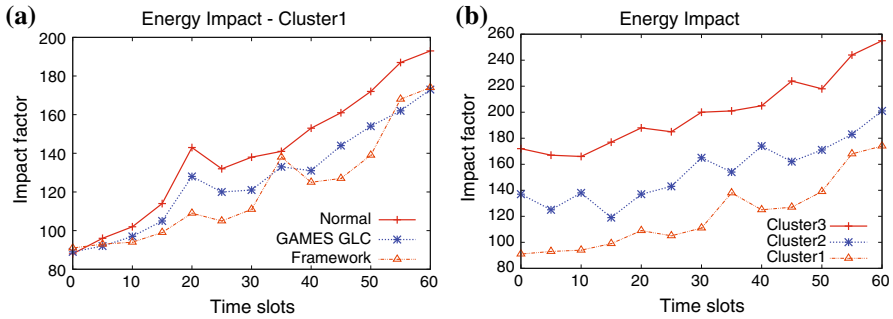 (a)
Energy Impact - Cluster1
Impact factor
200
180
160
140
120
100
80
0 10 20 30 40 50 60
Time slots
Normal
GAMES GLC
Framework
(b)
Energy Impact
Impact factor
260
240
220
200
180
160
140
120
100
80
0 10 20 30 40 50 60
Time slots
Cluster3
Cluster2
Cluster1